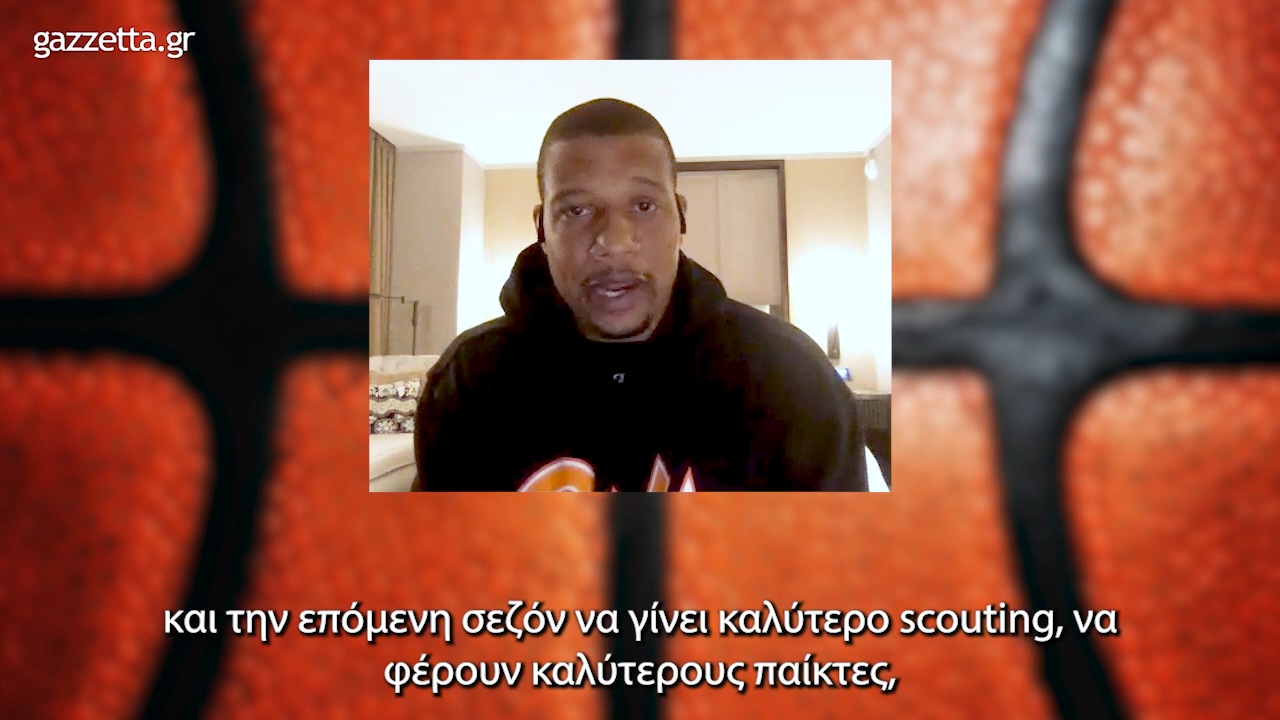 gazzetta.gr
και την επόμενη σεζόν να γίνει καλύτερο scouting, να
φέρουν καλύτερους παίκτες,